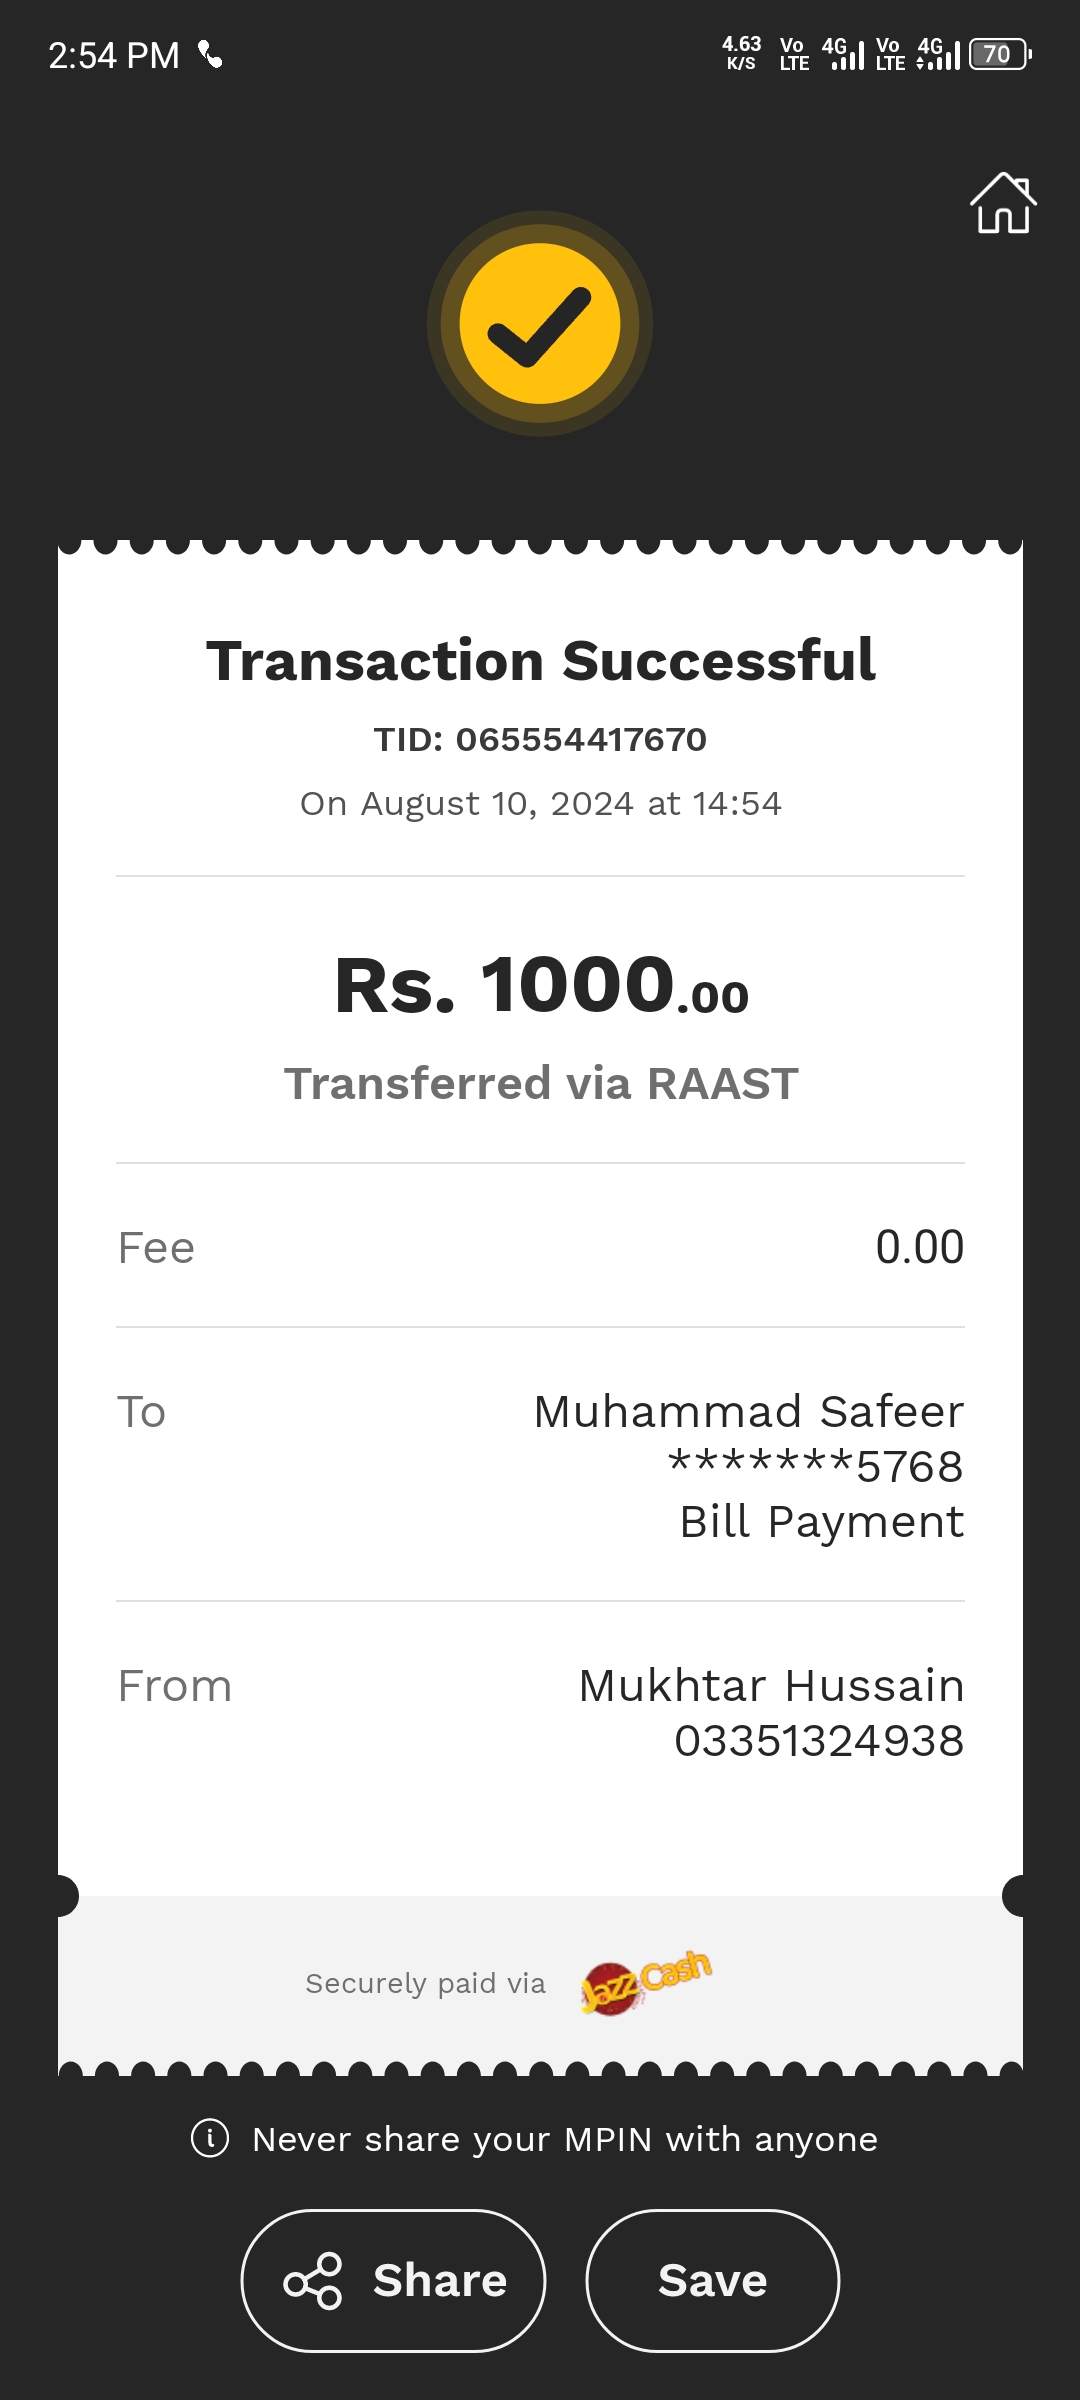 2:54 PM
4.63 K/S Vo LTE 4G Vo LTE 4G 70
Transaction Successful
TID: 065554417670
On August 10, 2024 at 14:54
Rs. 1000.00
Transferred via RAAST
Fee 0.00
To Muhammad Safeer
*******5768
Bill Payment
From Mukhtar Hussain
03351324938
Securely paid via JazzCash
Never share your MPIN with anyone
Share Save